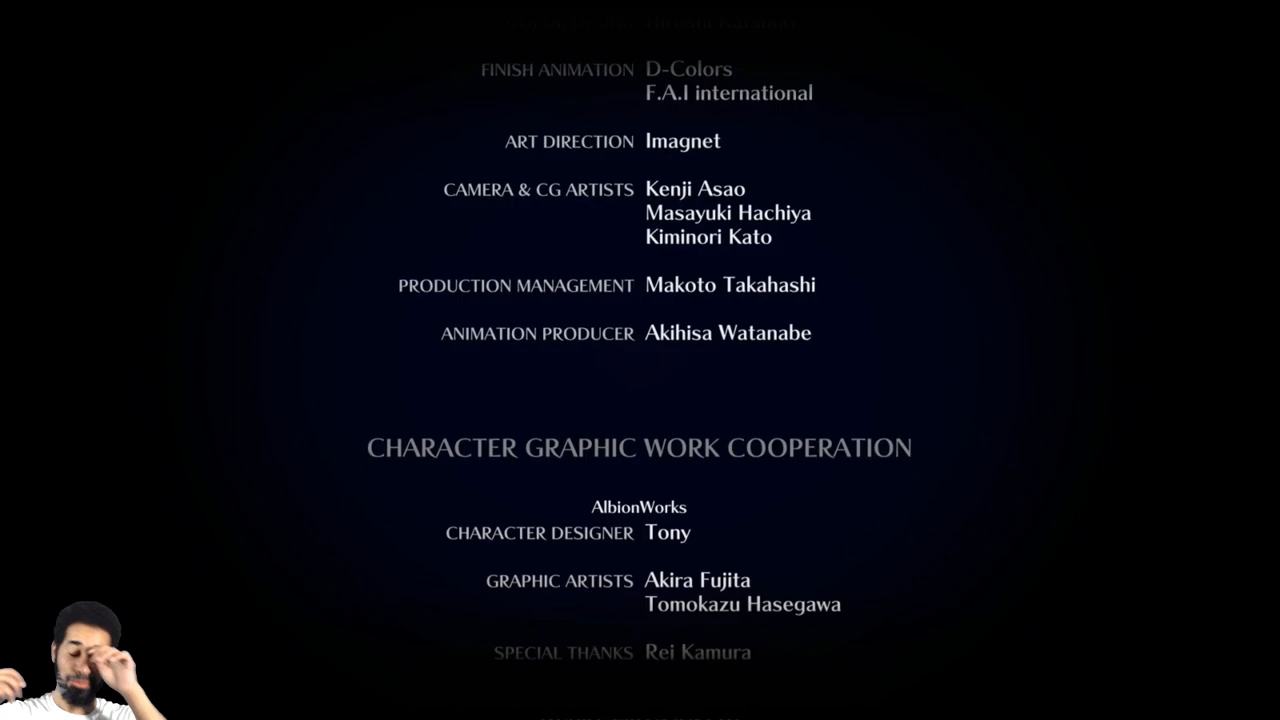 FINISH ANIMATION D-Colors
F.A.I international
ART DIRECTION Imagnet
CAMERA & CG ARTISTS Kenji Asao
Masayuki Hachiya
Kiminori Kato
PRODUCTION MANAGEMENT Makoto Takahashi
ANIMATION PRODUCER Akihisa Watanabe
CHARACTER GRAPHIC WORK COOPERATION
AlbionWorks
CHARACTER DESIGNER Tony
GRAPHIC ARTISTS Akira Fujita
Tomokazu Hasegawa
SPECIAL THANKS Rei Kamura